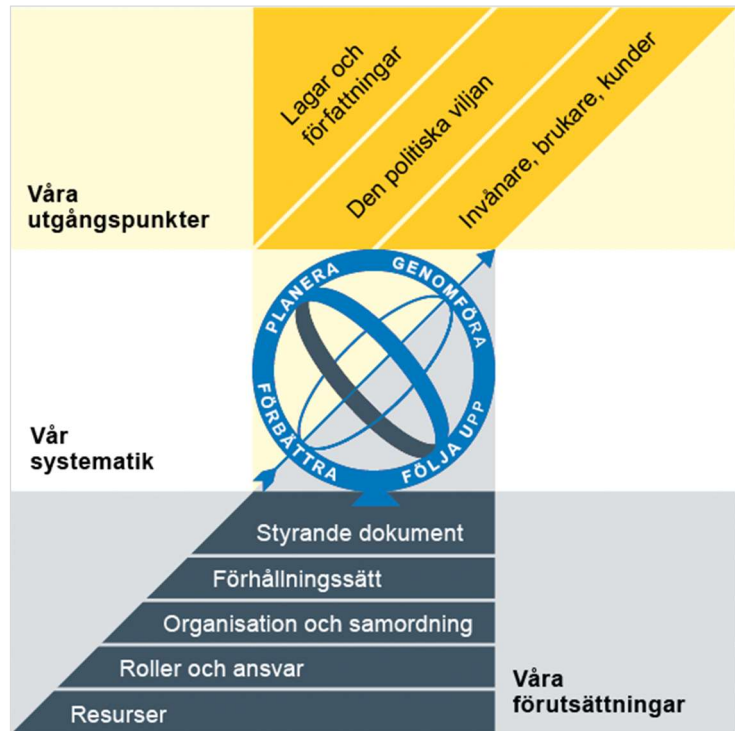 Lagar och
författningar
Den politiska viljan
Invånare, brukare, kunder
Våra
utgångspunkter
PLANERA
GENOMFÖRA
FÖLJA UPP
FÖRBÄTTRA
Vår
systematik
Styrande dokument
Förhållningssätt
Organisation och samordning
Roller och ansvar
Resurser
Våra
förutsättningar